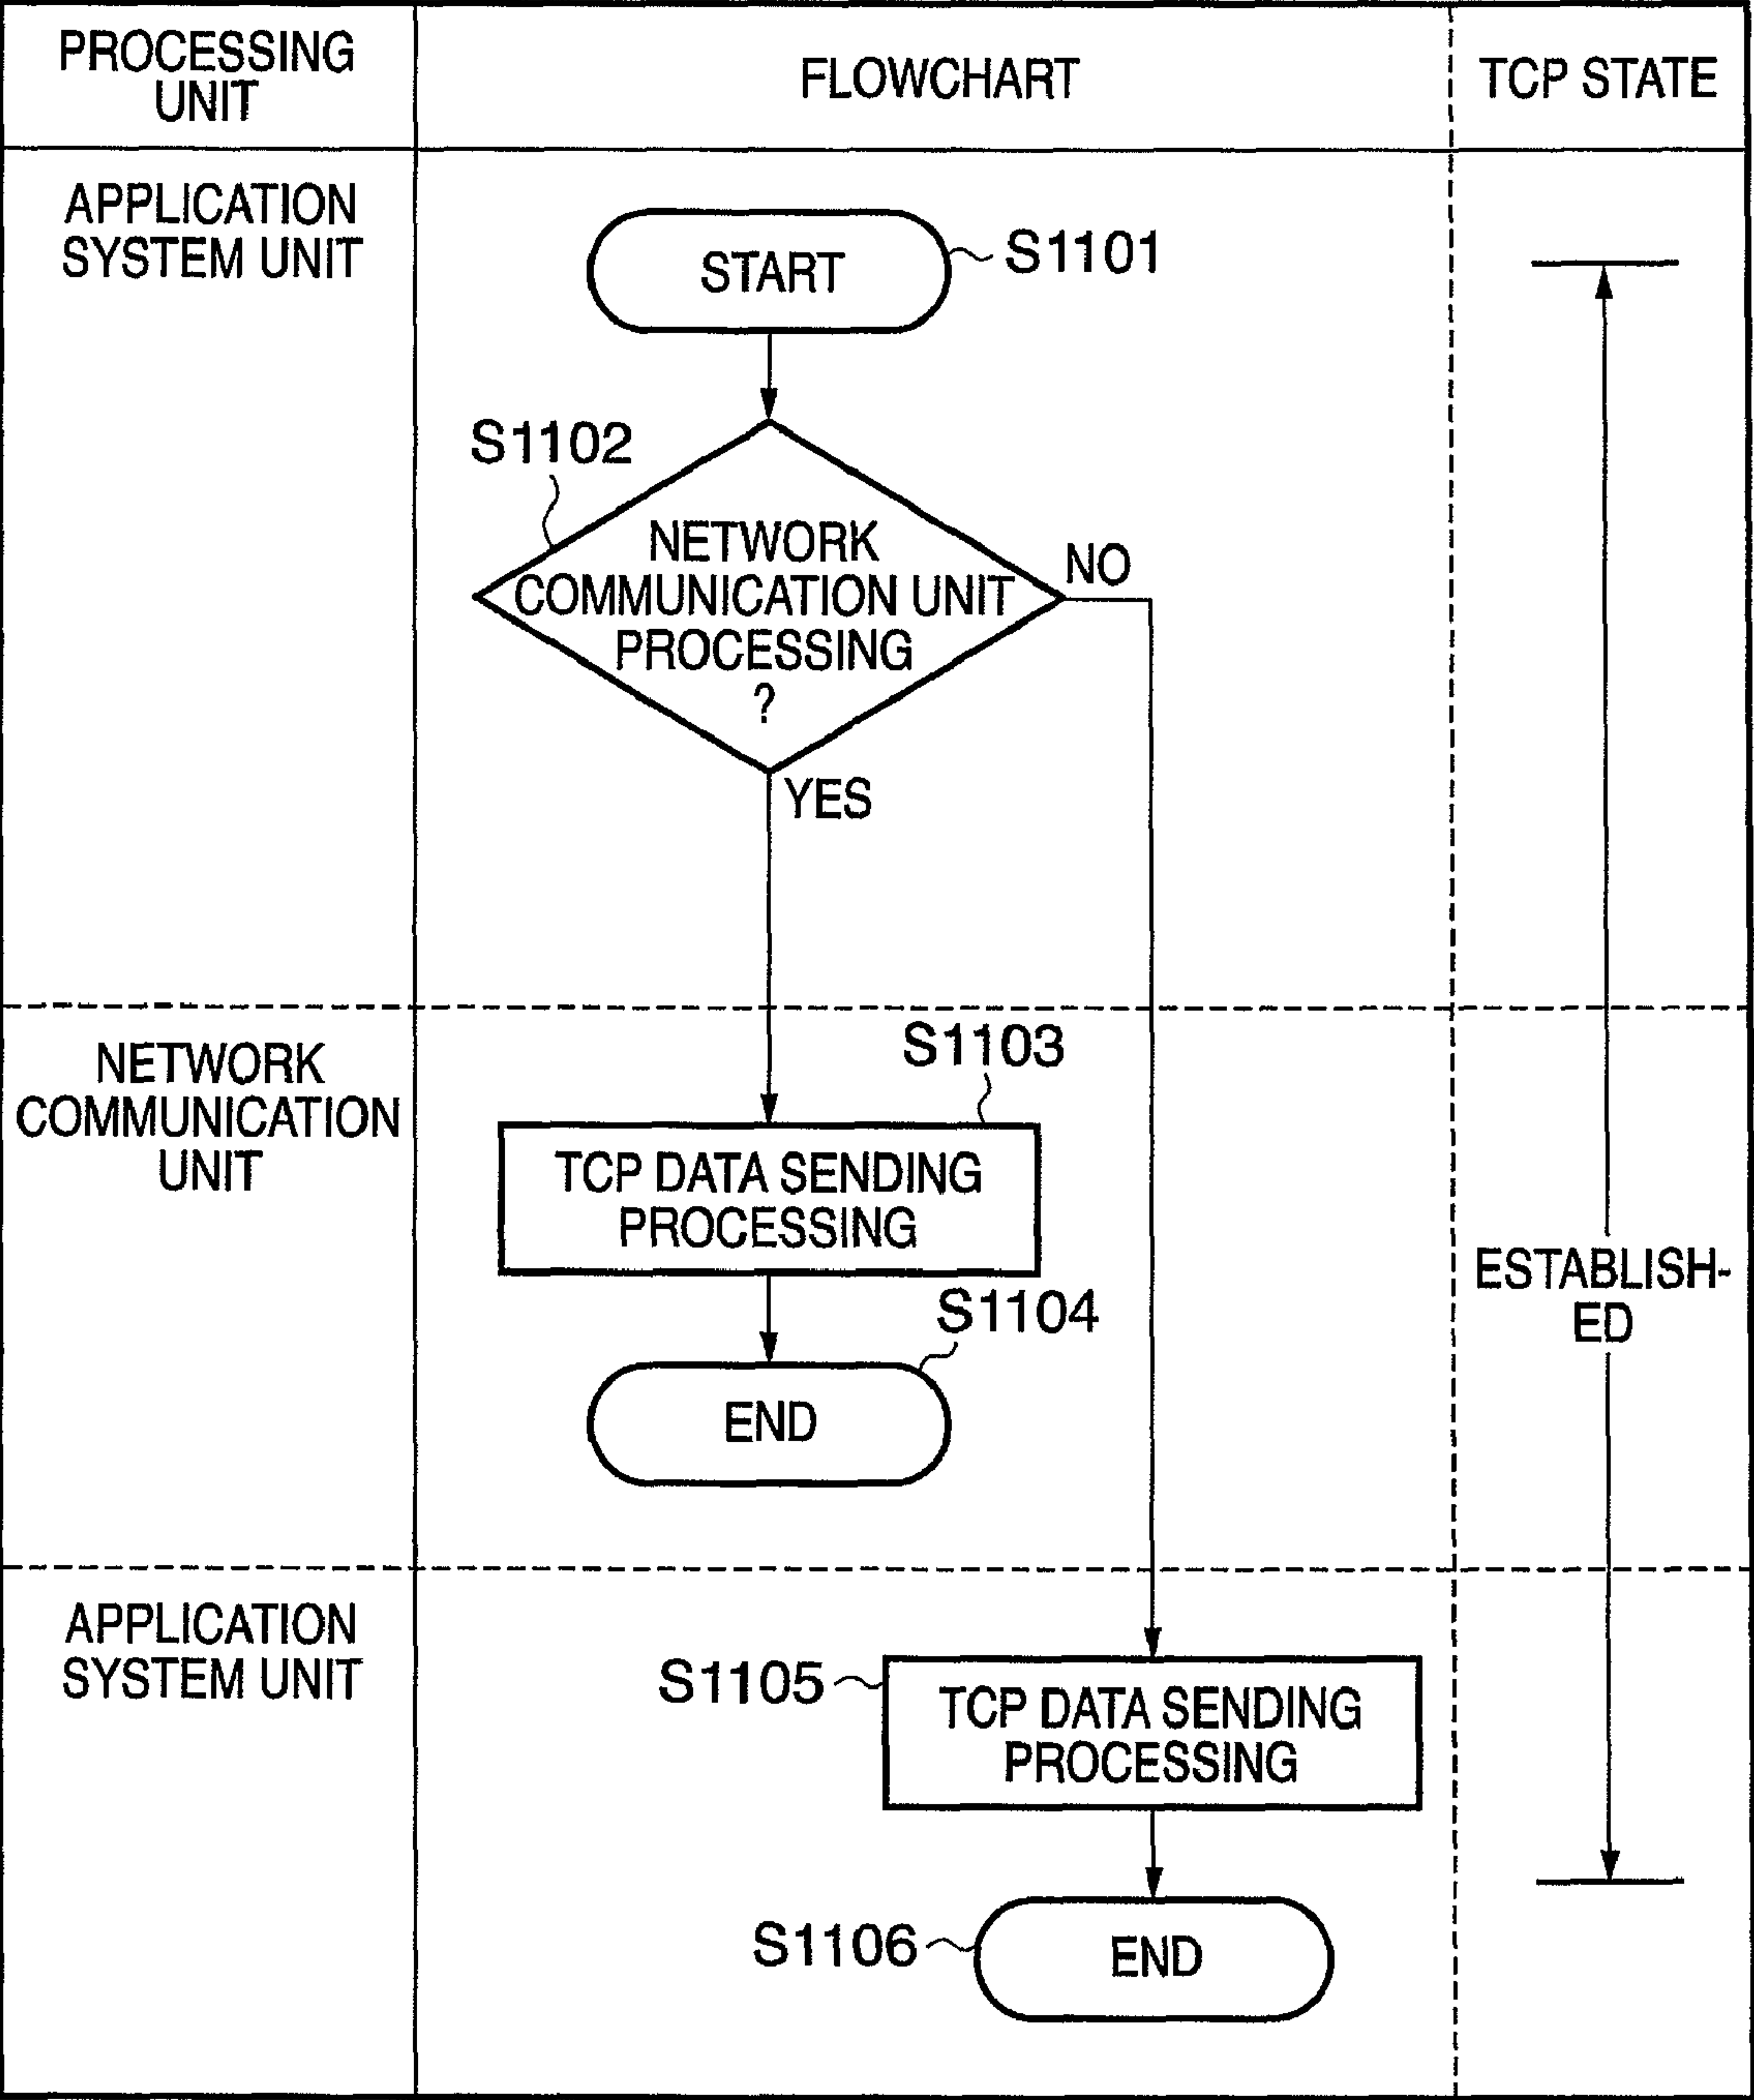 PROCESSING
UNIT
FLOWCHART
TCP STATE
APPLICATION
SYSTEM UNIT
START
S1101
S1102
NETWORK
COMMUNICATION UNIT
PROCESSING
?
NO
YES
NETWORK
COMMUNICATION
UNIT
S1103
TCP DATA SENDING
PROCESSING
S1104
END
ESTABLISH-
ED
APPLICATION
SYSTEM UNIT
S1105
TCP DATA SENDING
PROCESSING
S1106
END